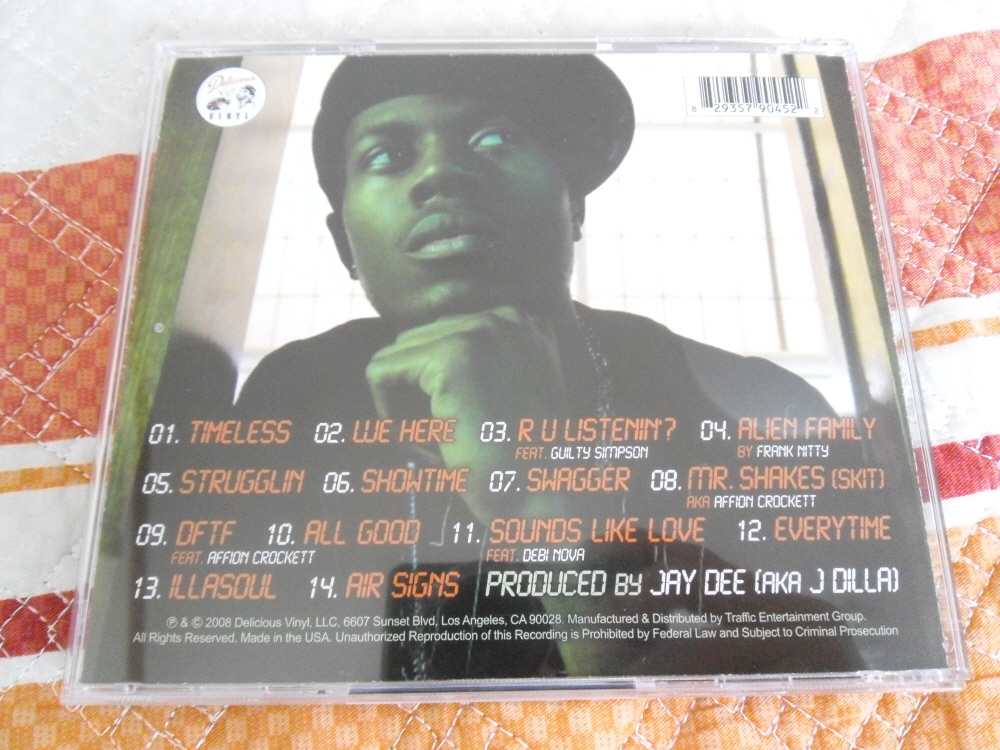 Delicious
VINYL
8 29357 90452 2
01. TIMELESS 02. WE HERE 03. R U LISTENIN'? 04. ALIEN FAMILY
FEAT. GUILTY SIMPSON BY FRANK NITTY
05. STRUGGLIN 06. SHOWTIME 07. SWAGGER 08. MR. SHAKES (SKIT)
AKA AFFION CROCKETT
09. DFTF 10. ALL GOOD 11. SOUNDS LIKE LOVE 12. EVERYTIME
FEAT. AFFION CROCKETT FEAT. DEBI NOVA
13. ILLASOUL 14. AIR SIGNS PRODUCED BY JAY DEE (AKA J DILLA)
℗ & © 2008 Delicious Vinyl, LLC, 6607 Sunset Blvd, Los Angeles, CA 90028. Manufactured & Distributed by Traffic Entertainment Group.
All Rights Reserved. Made in the USA. Unauthorized Reproduction of this Recording is Prohibited by Federal Law and Subject to Criminal Prosecution